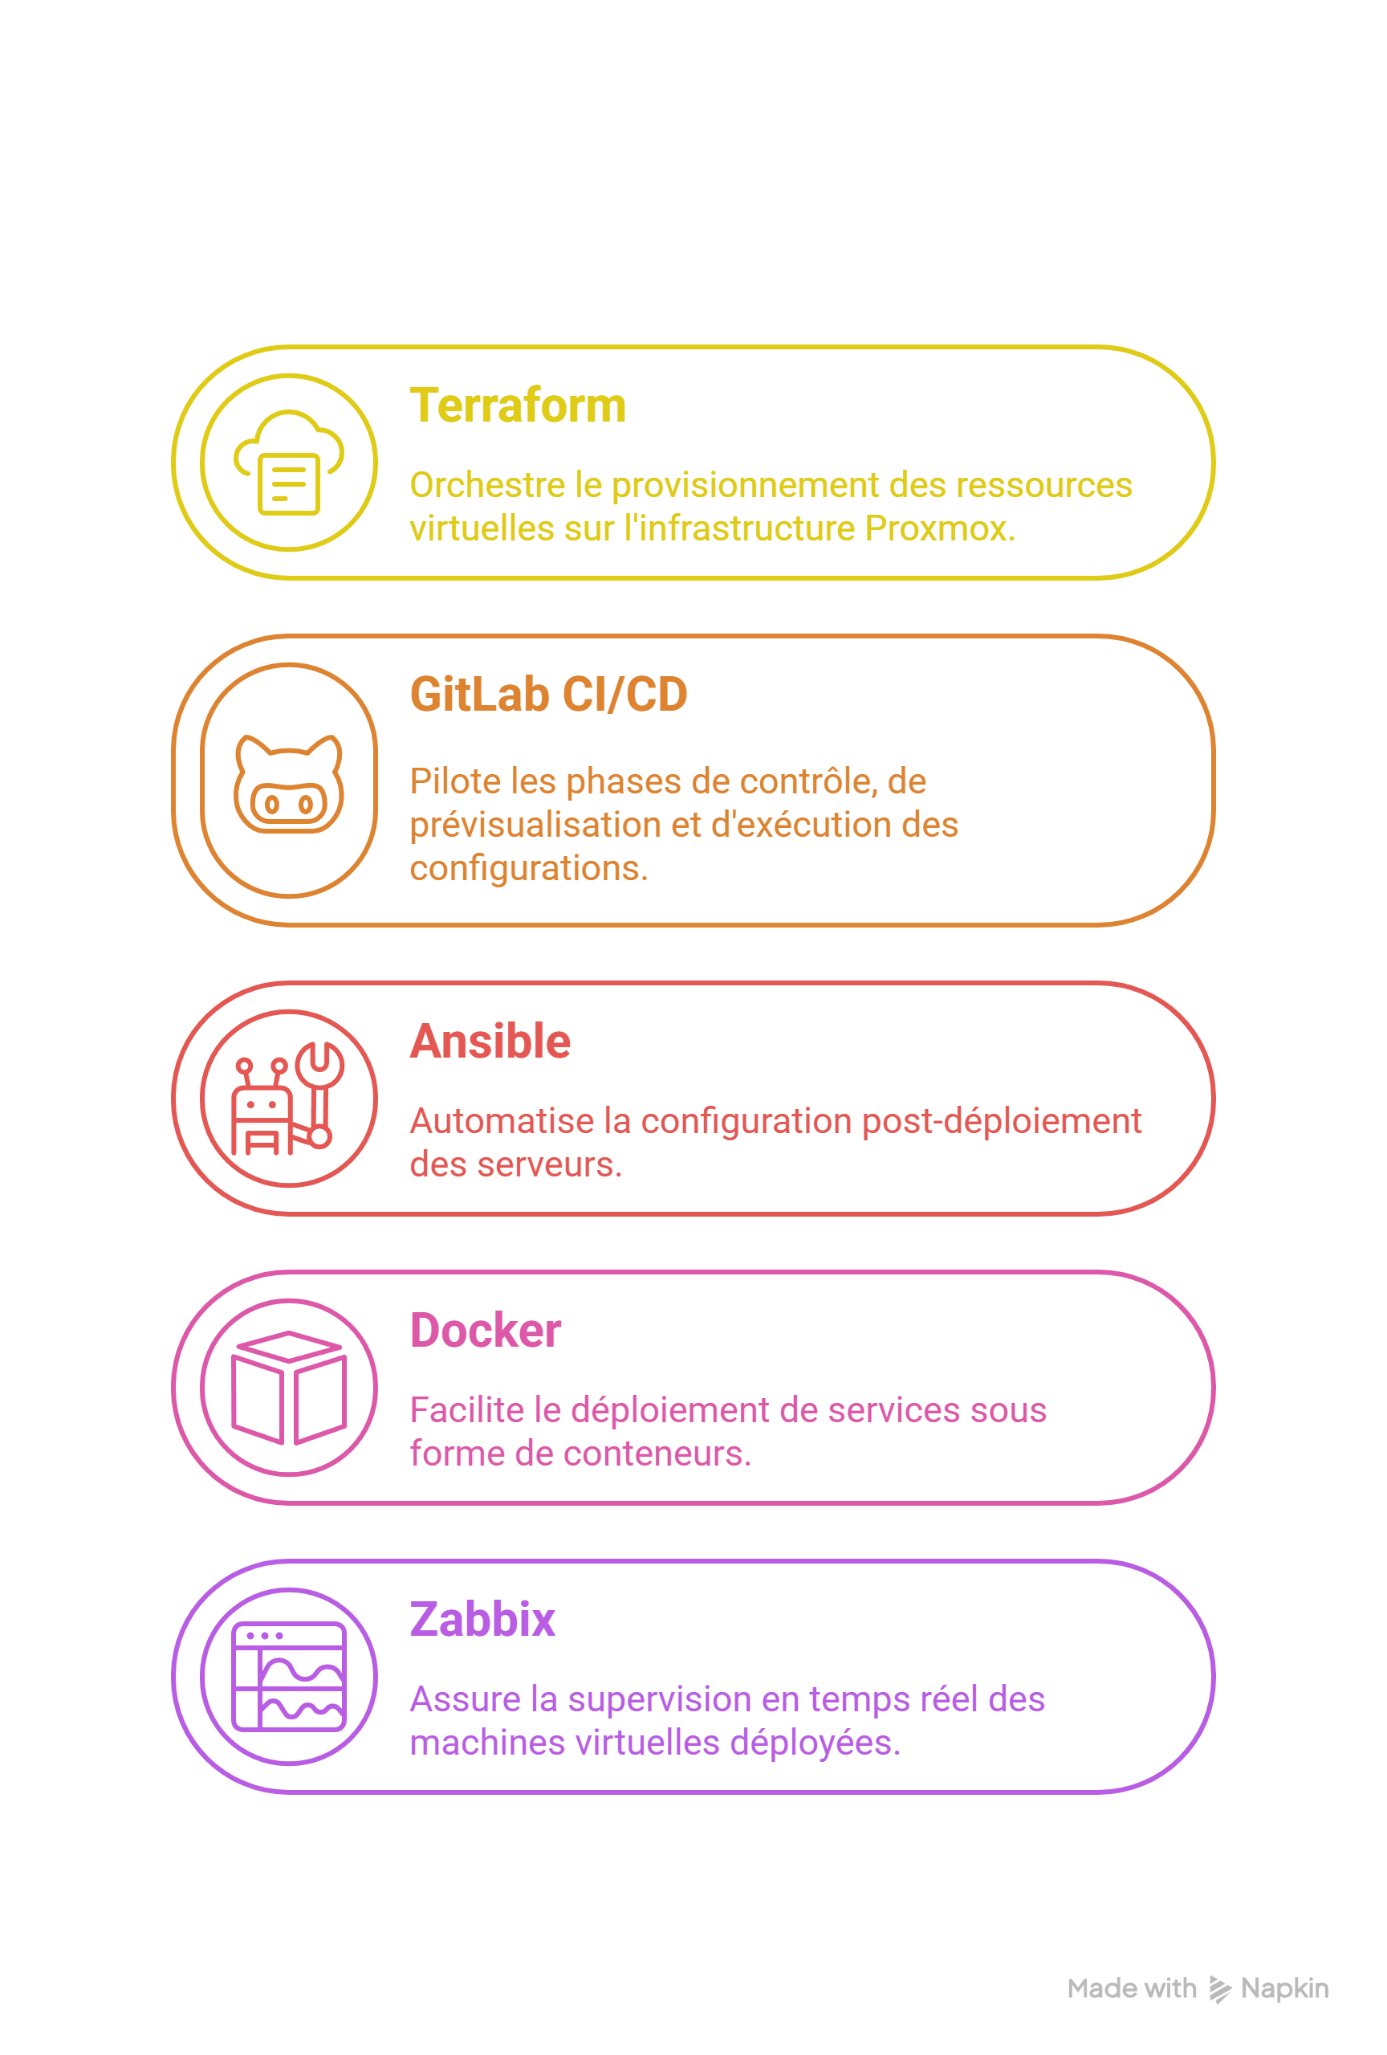 Terraform
Orchestre le provisionnement des ressources
virtuelles sur l'infrastructure Proxmox.
GitLab CI/CD
Pilote les phases de contrôle, de
prévisualisation et d'exécution des
configurations.
Ansible
Automatise la configuration post-déploiement
des serveurs.
Docker
Facilite le déploiement de services sous
forme de conteneurs.
Zabbix
Assure la supervision en temps réel des
machines virtuelles déployées.
Made with Napkin